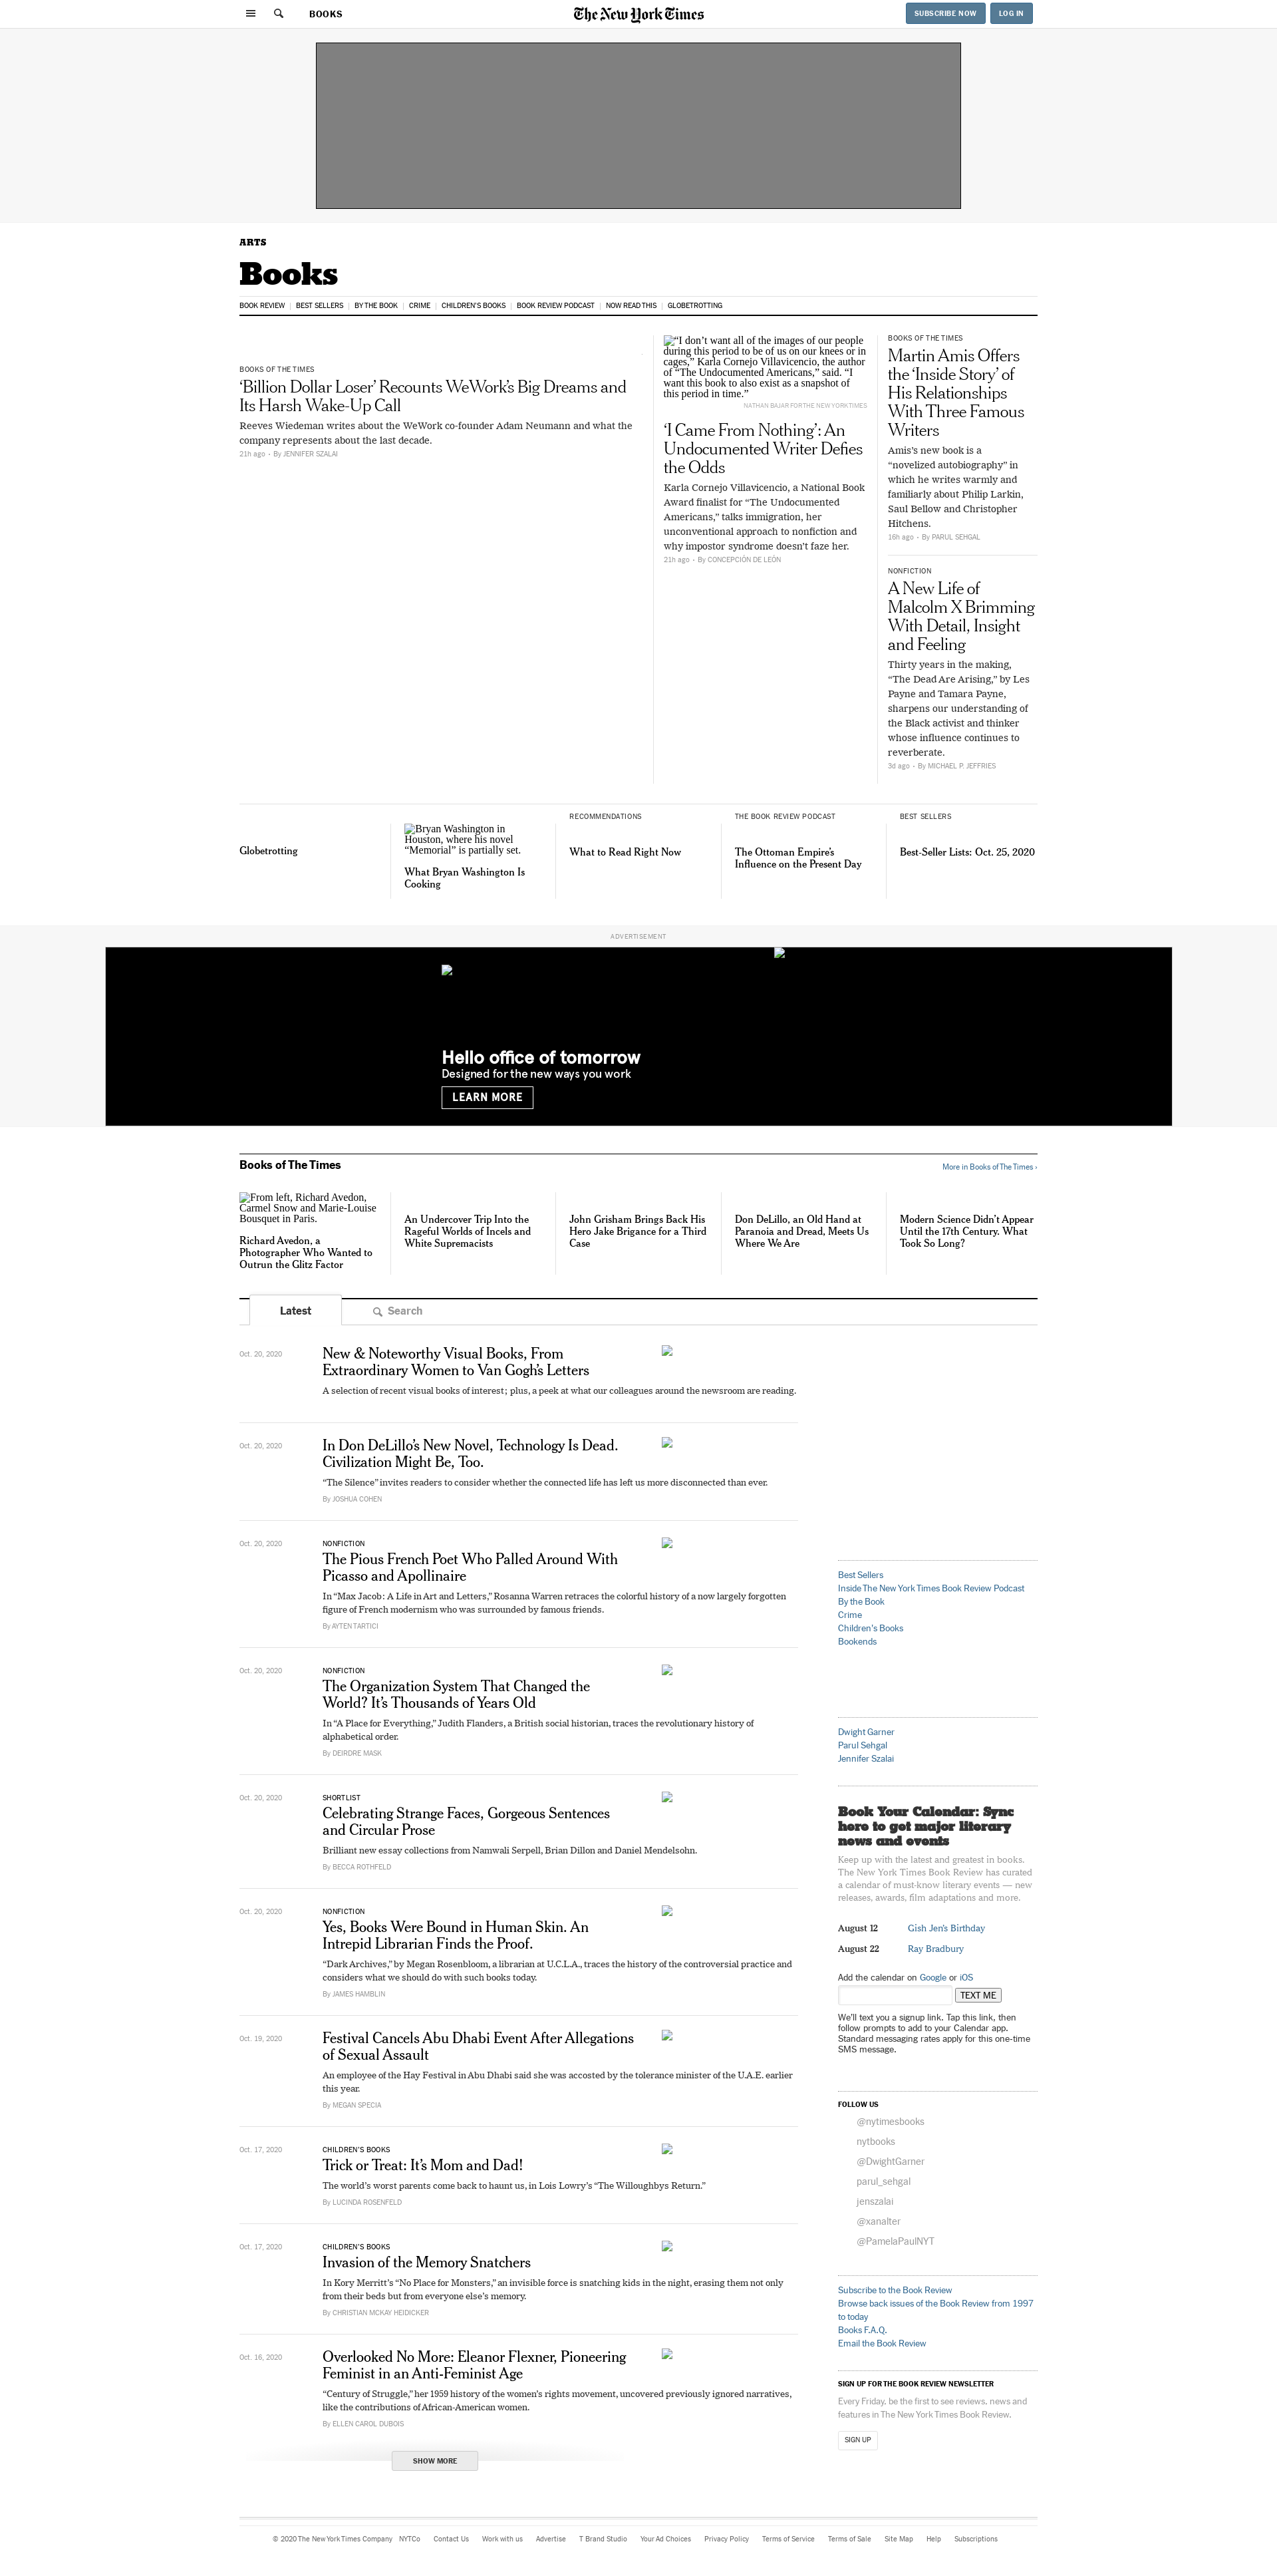 BOOKS
The New York Times
SUBSCRIBE NOW
LOG IN
ARTS
Books
BOOK REVIEW
BEST SELLERS
BY THE BOOK
CRIME
CHILDREN'S BOOKS
BOOK REVIEW PODCAST
NOW READ THIS
GLOBETROTTING
BOOKS OF THE TIMES
‘Billion Dollar Loser’ Recounts WeWork’s Big Dreams and
Its Harsh Wake-Up Call
Reeves Wiedeman writes about the WeWork co-founder Adam Neumann and what the
company represents about the last decade.
21h ago · By JENNIFER SZALAI
“I don’t want all of the images of our people
during this period to be of us on our knees or in
cages,” Karla Cornejo Villavicencio, the author
of “The Undocumented Americans,” said. “I
want this book to also exist as a snapshot of
this period in time.”
NATHAN BAJAR FOR THE NEW YORK TIMES
‘I Came From Nothing’: An
Undocumented Writer Defies
the Odds
Karla Cornejo Villavicencio, a National Book
Award finalist for “The Undocumented
Americans,” talks immigration, her
unconventional approach to nonfiction and
why impostor syndrome doesn’t faze her.
21h ago · By CONCEPCIÓN DE LEÓN
BOOKS OF THE TIMES
Martin Amis Offers
the ‘Inside Story’ of
His Relationships
With Three Famous
Writers
Amis’s new book is a
“novelized autobiography” in
which he writes warmly and
familiarly about Philip Larkin,
Saul Bellow and Christopher
Hitchens.
16h ago · By PARUL SEHGAL
NONFICTION
A New Life of
Malcolm X Brimming
With Detail, Insight
and Feeling
Thirty years in the making,
“The Dead Are Arising,” by Les
Payne and Tamara Payne,
sharpens our understanding of
the Black activist and thinker
whose influence continues to
reverberate.
3d ago · By MICHAEL P. JEFFRIES
Globetrotting
Bryan Washington in
Houston, where his novel
“Memorial” is partially set.
What Bryan Washington Is
Cooking
RECOMMENDATIONS
What to Read Right Now
THE BOOK REVIEW PODCAST
The Ottoman Empire’s
Influence on the Present Day
BEST SELLERS
Best-Seller Lists: Oct. 25, 2020
ADVERTISEMENT
Hello office of tomorrow
Designed for the new ways you work
LEARN MORE
Books of The Times
More in Books of The Times ›
From left, Richard Avedon,
Carmel Snow and Marie-Louise
Bousquet in Paris.
Richard Avedon, a
Photographer Who Wanted to
Outrun the Glitz Factor
An Undercover Trip Into the
Rageful Worlds of Incels and
White Supremacists
John Grisham Brings Back His
Hero Jake Brigance for a Third
Case
Don DeLillo, an Old Hand at
Paranoia and Dread, Meets Us
Where We Are
Modern Science Didn’t Appear
Until the 17th Century. What
Took So Long?
Latest
Search
Oct. 20, 2020
New & Noteworthy Visual Books, From
Extraordinary Women to Van Gogh’s Letters
A selection of recent visual books of interest; plus, a peek at what our colleagues around the newsroom are reading.
Oct. 20, 2020
In Don DeLillo’s New Novel, Technology Is Dead.
Civilization Might Be, Too.
“The Silence” invites readers to consider whether the connected life has left us more disconnected than ever.
By JOSHUA COHEN
Oct. 20, 2020
NONFICTION
The Pious French Poet Who Palled Around With
Picasso and Apollinaire
In “Max Jacob: A Life in Art and Letters,” Rosanna Warren retraces the colorful history of a now largely forgotten
figure of French modernism who was surrounded by famous friends.
By AYTEN TARTICI
Oct. 20, 2020
NONFICTION
The Organization System That Changed the
World? It’s Thousands of Years Old
In “A Place for Everything,” Judith Flanders, a British social historian, traces the revolutionary history of
alphabetical order.
By DEIRDRE MASK
Oct. 20, 2020
SHORTLIST
Celebrating Strange Faces, Gorgeous Sentences
and Circular Prose
Brilliant new essay collections from Namwali Serpell, Brian Dillon and Daniel Mendelsohn.
By BECCA ROTHFELD
Oct. 20, 2020
NONFICTION
Yes, Books Were Bound in Human Skin. An
Intrepid Librarian Finds the Proof.
“Dark Archives,” by Megan Rosenbloom, a librarian at U.C.L.A., traces the history of the controversial practice and
considers what we should do with such books today.
By JAMES HAMBLIN
Oct. 19, 2020
Festival Cancels Abu Dhabi Event After Allegations
of Sexual Assault
An employee of the Hay Festival in Abu Dhabi said she was accosted by the tolerance minister of the U.A.E. earlier
this year.
By MEGAN SPECIA
Oct. 17, 2020
CHILDREN’S BOOKS
Trick or Treat: It’s Mom and Dad!
The world’s worst parents come back to haunt us, in Lois Lowry’s “The Willoughbys Return.”
By LUCINDA ROSENFELD
Oct. 17, 2020
CHILDREN’S BOOKS
Invasion of the Memory Snatchers
In Kory Merritt’s “No Place for Monsters,” an invisible force is snatching kids in the night, erasing them not only
from their beds but from everyone else’s memory.
By CHRISTIAN MCKAY HEIDICKER
Oct. 16, 2020
Overlooked No More: Eleanor Flexner, Pioneering
Feminist in an Anti-Feminist Age
“Century of Struggle,” her 1959 history of the women’s rights movement, uncovered previously ignored narratives,
like the contributions of African-American women.
By ELLEN CAROL DUBOIS
SHOW MORE
Best Sellers
Inside The New York Times Book Review Podcast
By the Book
Crime
Children's Books
Bookends
Dwight Garner
Parul Sehgal
Jennifer Szalai
Book Your Calendar: Sync
here to get major literary
news and events
Keep up with the latest and greatest in books.
The New York Times Book Review has curated
a calendar of must-know literary events — new
releases, awards, film adaptations and more.
August 12 Gish Jen's Birthday
August 22 Ray Bradbury
Add the calendar on Google or iOS
TEXT ME
We'll text you a signup link. Tap this link, then
follow prompts to add to your Calendar app.
Standard messaging rates apply for this one-time
SMS message.
FOLLOW US
@nytimesbooks
nytbooks
@DwightGarner
parul_sehgal
jenszalai
@xanalter
@PamelaPaulNYT
Subscribe to the Book Review
Browse back issues of the Book Review from 1997
to today
Books F.A.Q.
Email the Book Review
SIGN UP FOR THE BOOK REVIEW NEWSLETTER
Every Friday, be the first to see reviews, news and
features in The New York Times Book Review.
SIGN UP
© 2020 The New York Times Company
NYTCo
Contact Us
Work with us
Advertise
T Brand Studio
Your Ad Choices
Privacy Policy
Terms of Service
Terms of Sale
Site Map
Help
Subscriptions